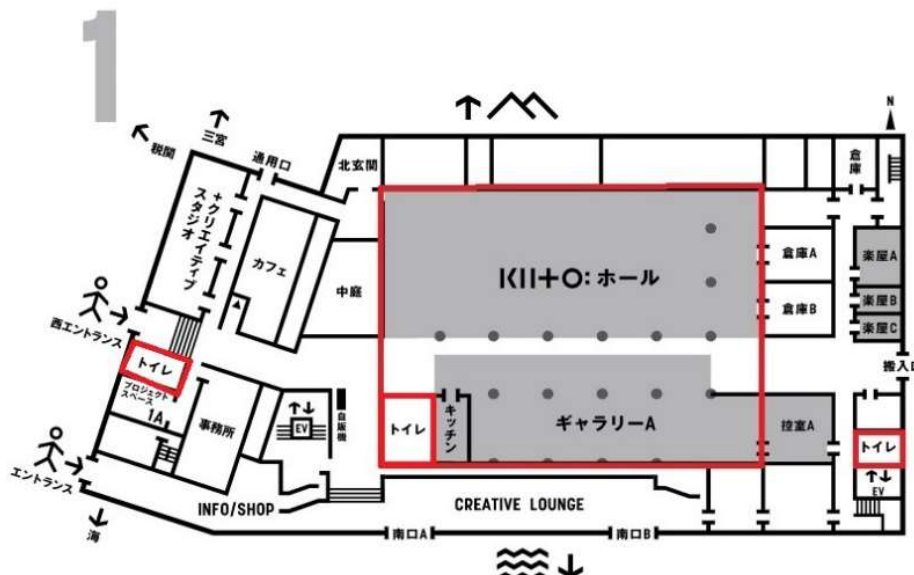 1
N
三宮
税関
通用口
北玄関
倉庫
+クリエイティブ
スタジオ
カフェ
中庭
KIITO:ホール
倉庫A
倉庫B
楽屋A
楽屋B
楽屋C
西エントランス
搬入口
トイレ
プロジェクト
スペース
1A
事務所
EV
自販機
トイレ
キッチン
ギャラリーA
控室A
トイレ
EV
エントランス
INFO/SHOP
CREATIVE LOUNGE
海
南口A
南口B